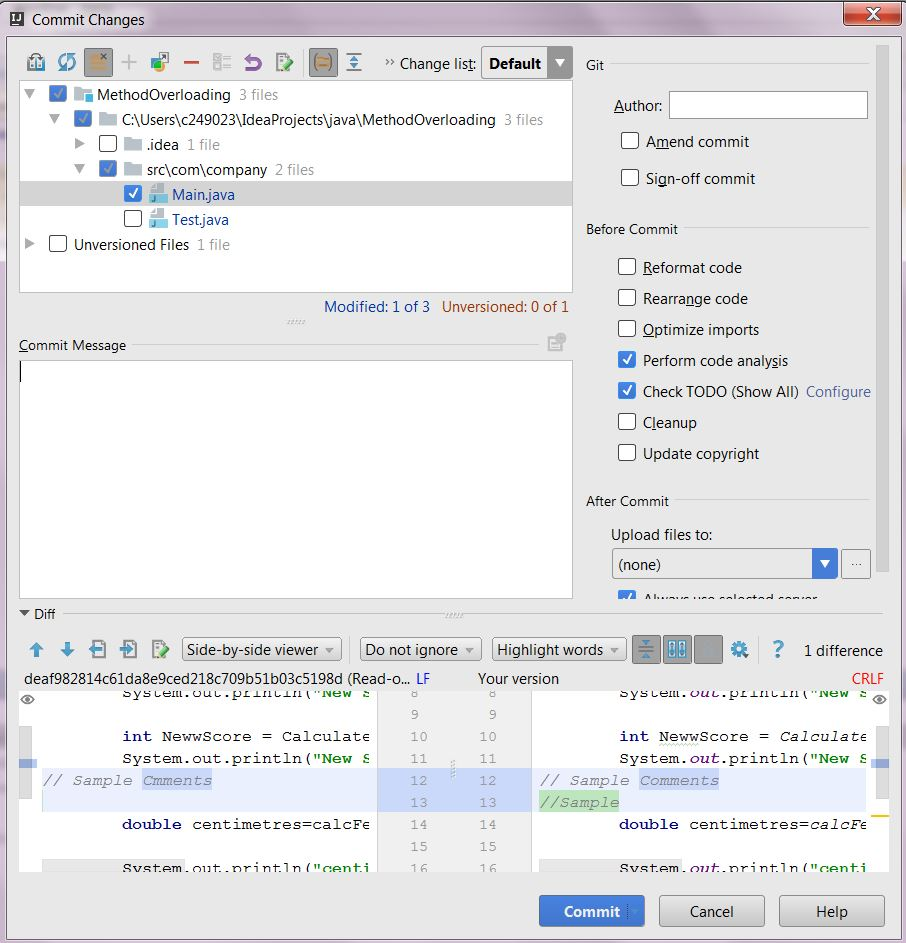 Commit Changes
Change list: Default
MethodOverloading 3 files
C:\Users\c249023\IdeaProjects\java\MethodOverloading 3 files
.idea 1 file
src\com\company 2 files
Main.java
Test.java
Unversioned Files 1 file
Modified: 1 of 3 Unversioned: 0 of 1
Commit Message
Git
Author:
Amend commit
Sign-off commit
Before Commit
Reformat code
Rearrange code
Optimize imports
Perform code analysis
Check TODO (Show All) Configure
Cleanup
Update copyright
After Commit
Upload files to:
(none)
...
Always use selected server
Diff
Side-by-side viewer Do not ignore Highlight words ? 1 difference
deaf982814c61da8e9ced218c709b51b03c5198d (Read-o... LF Your version CRLF
System.out.println("New S 8 8 System.out.println("New S
9 9
int NewwScore = Calculate 10 10 int NewwScore = Calculate
System.out.println("New S 11 11 System.out.println("New S
// Sample Cmments 12 12 // Sample Comments
13 13 //Sample
double centimetres=calcFe 14 14 double centimetres=calcFe
15 15
System.out.println("centi 16 16 System.out.println("centi
Commit Cancel Help